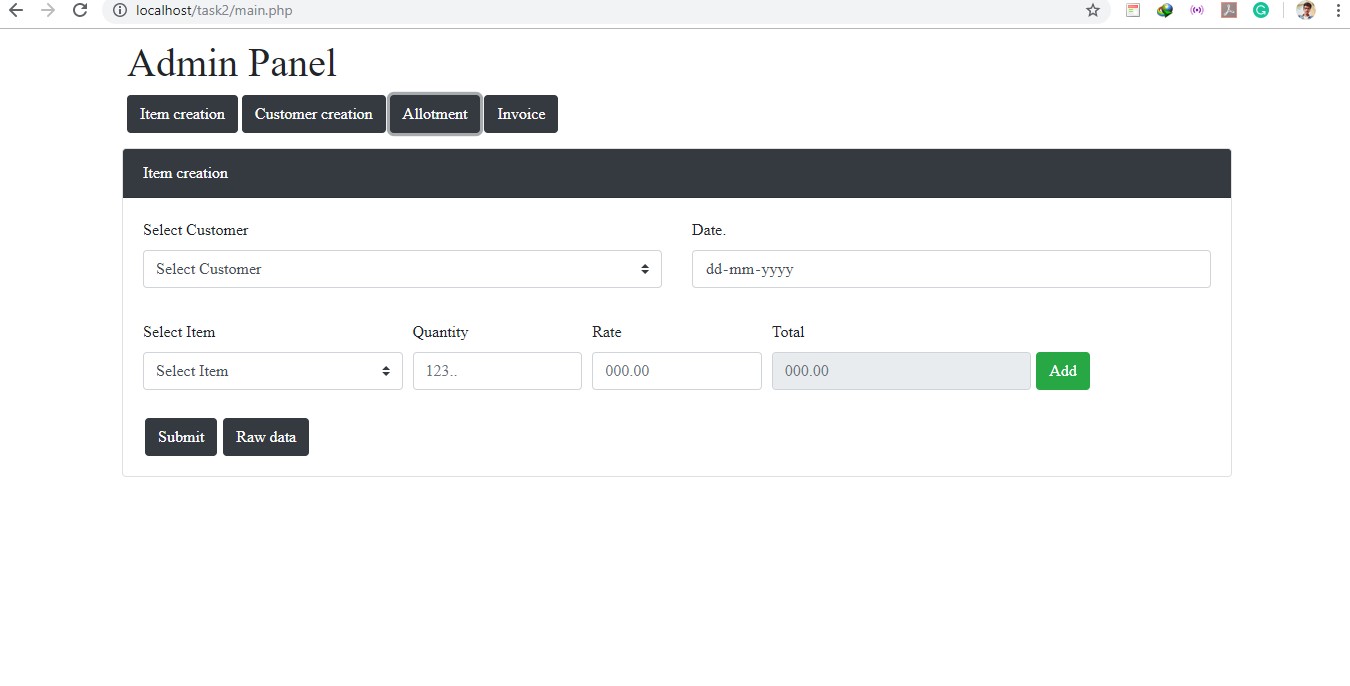 localhost/task2/main.php
Admin Panel
Item creation Customer creation Allotment Invoice
Item creation
Select Customer Date.
Select Customer dd-mm-yyyy
Select Item Quantity Rate Total
Select Item 123.. 000.00 000.00 Add
Submit Raw data